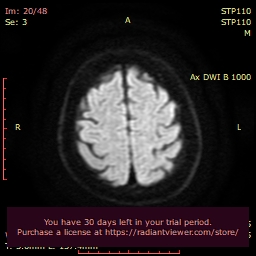 Im: 20/48
Se: 3
A
STP110
STP110
M
Ax DWI B 1000
R
L
You have 30 days left in your trial period.
Purchase a license at https://radiantviewer.com/store/